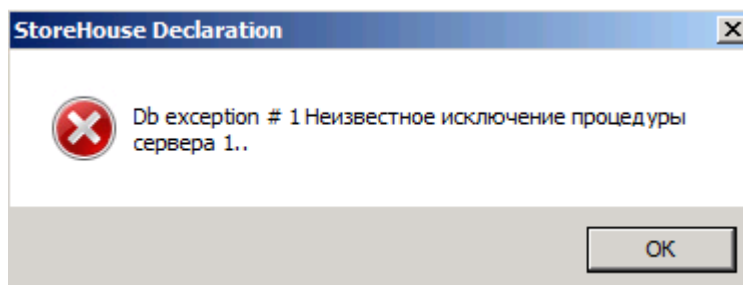 StoreHouse Declaration
Db exception # 1 Неизвестное исключение процедуры
сервера 1..
OK